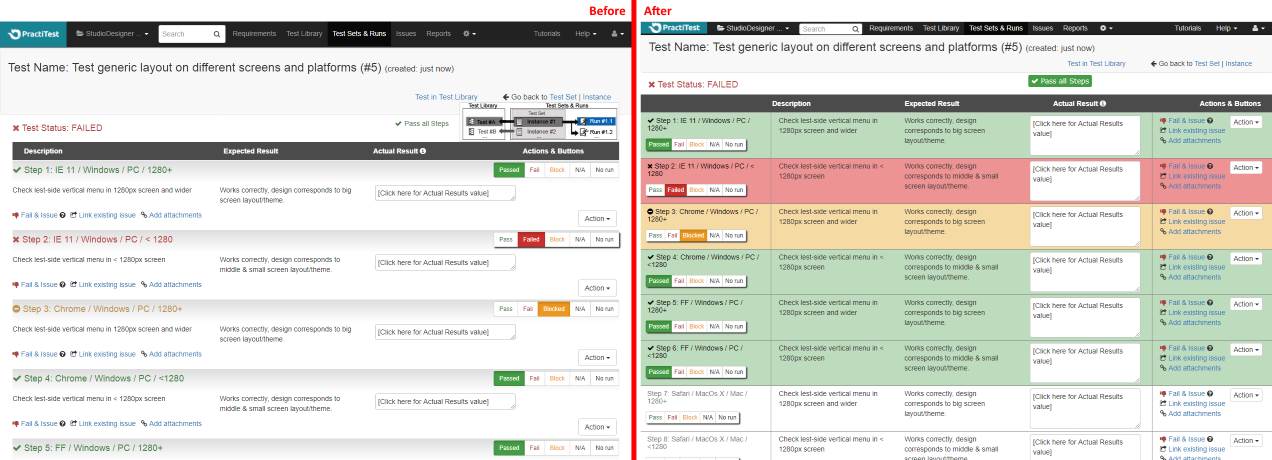 Before
PractiTest StudioDesigner ... Search Requirements Test Library Test Sets & Runs Issues Reports Tutorials Help
Test Name: Test generic layout on different screens and platforms (#5) (created: just now)
Test in Test Library Go back to Test Set | Instance
Test Library Test Sets & Runs
Test Set
Test #A Instance #1 Run #1.1
Test #B Instance #2 Run #1.2
Test Status: FAILED Pass all Steps
Description Expected Result Actual Result Actions & Buttons
Step 1: IE 11 / Windows / PC / 1280+ Passed Fail Block N/A No run
Check lest-side vertical menu in 1280px screen and wider Works correctly, design corresponds to big [Click here for Actual Results value]
screen layout/theme.
Fail & Issue Link existing issue Add attachments Action
Step 2: IE 11 / Windows / PC / < 1280 Pass Failed Block N/A No run
Check lest-side vertical menu in < 1280px screen Works correctly, design corresponds to [Click here for Actual Results value]
middle & small screen layout/theme.
Fail & Issue Link existing issue Add attachments Action
Step 3: Chrome / Windows / PC / 1280+ Pass Fail Blocked N/A No run
Check lest-side vertical menu in 1280px screen and wider Works correctly, design corresponds to big [Click here for Actual Results value]
screen layout/theme.
Fail & Issue Link existing issue Add attachments Action
Step 4: Chrome / Windows / PC / <1280 Passed Fail Block N/A No run
Check lest-side vertical menu in < 1280px screen Works correctly, design corresponds to [Click here for Actual Results value]
middle & small screen layout/theme.
Fail & Issue Link existing issue Add attachments Action
Step 5: FF / Windows / PC / 1280+ Passed Fail Block N/A No run
After
PractiTest StudioDesigner ... Search Requirements Test Library Test Sets & Runs Issues Reports Tutorials Help
Test Name: Test generic layout on different screens and platforms (#5) (created: just now)
Test in Test Library Go back to Test Set | Instance
Test Status: FAILED Pass all Steps
Description Expected Result Actual Result Actions & Buttons
Step 1: IE 11 / Windows / PC / Check lest-side vertical menu in Works correctly, design [Click here for Actual Results Fail & Issue Action
1280+ 1280px screen and wider corresponds to big screen value] Link existing issue
Passed Fail Block N/A No run layout/theme. Add attachments
Step 2: IE 11 / Windows / PC / < Check lest-side vertical menu in < Works correctly, design [Click here for Actual Results Fail & Issue Action
1280 1280px screen corresponds to middle & small value] Link existing issue
Pass Failed Block N/A No run screen layout/theme. Add attachments
Step 3: Chrome / Windows / PC / Check lest-side vertical menu in Works correctly, design [Click here for Actual Results Fail & Issue Action
1280+ 1280px screen and wider corresponds to big screen value] Link existing issue
Pass Fail Blocked N/A No run layout/theme. Add attachments
Step 4: Chrome / Windows / PC / Check lest-side vertical menu in < Works correctly, design [Click here for Actual Results Fail & Issue Action
<1280 1280px screen corresponds to middle & small value] Link existing issue
Passed Fail Block N/A No run screen layout/theme. Add attachments
Step 5: FF / Windows / PC / Check lest-side vertical menu in Works correctly, design [Click here for Actual Results Fail & Issue Action
1280+ 1280px screen and wider corresponds to big screen value] Link existing issue
Passed Fail Block N/A No run layout/theme. Add attachments
Step 6: FF / Windows / PC / Check lest-side vertical menu in < Works correctly, design [Click here for Actual Results Fail & Issue Action
<1280 1280px screen corresponds to middle & small value] Link existing issue
Passed Fail Block N/A No run screen layout/theme. Add attachments
Step 7: Safari / MacOS X / Mac / Check lest-side vertical menu in Works correctly, design [Click here for Actual Results Fail & Issue Action
1280+ 1280px screen and wider corresponds to big screen value] Link existing issue
Pass Fail Block N/A No run layout/theme. Add attachments
Step 8: Safari / MacOS X / Mac / Check lest-side vertical menu in < Works correctly, design [Click here for Actual Results Fail & Issue Action
<1280 1280px screen corresponds to middle & small value] Link existing issue
screen layout/theme. Add attachments